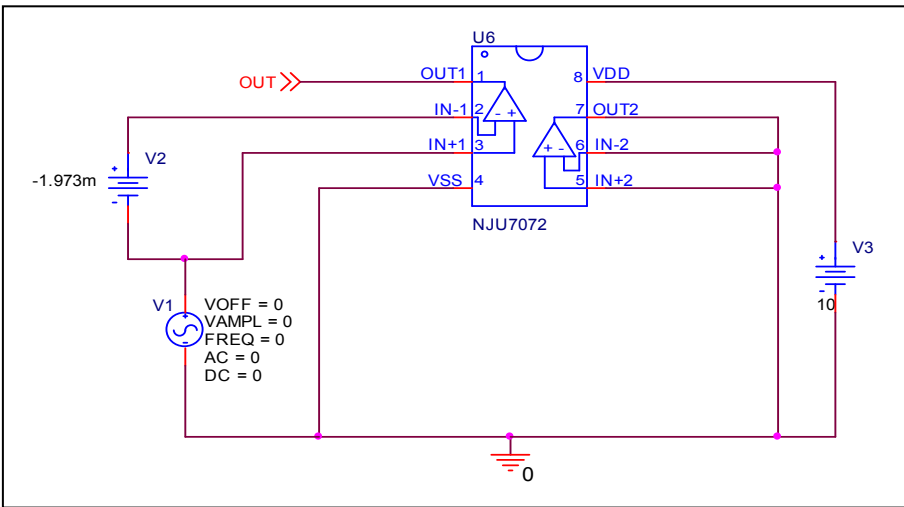 U6
OUT
OUT1 1 8 VDD
IN-1 2 7 OUT2
- +
IN+1 3 6 IN-2
+ -
VSS 4 5 IN+2
NJU7072
V2
+
-1.973m
-
V3
+
-
10
V1
+
-
VOFF = 0
VAMPL = 0
FREQ = 0
AC = 0
DC = 0
0